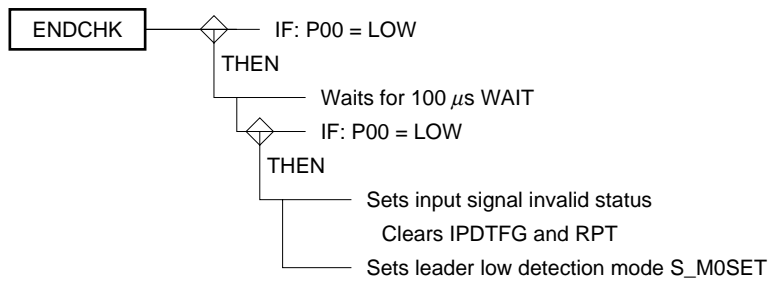 ENDCHK IF: P00 = LOW
THEN
Waits for 100 μs WAIT
IF: P00 = LOW
THEN
Sets input signal invalid status
Clears IPDTFG and RPT
Sets leader low detection mode S_M0SET